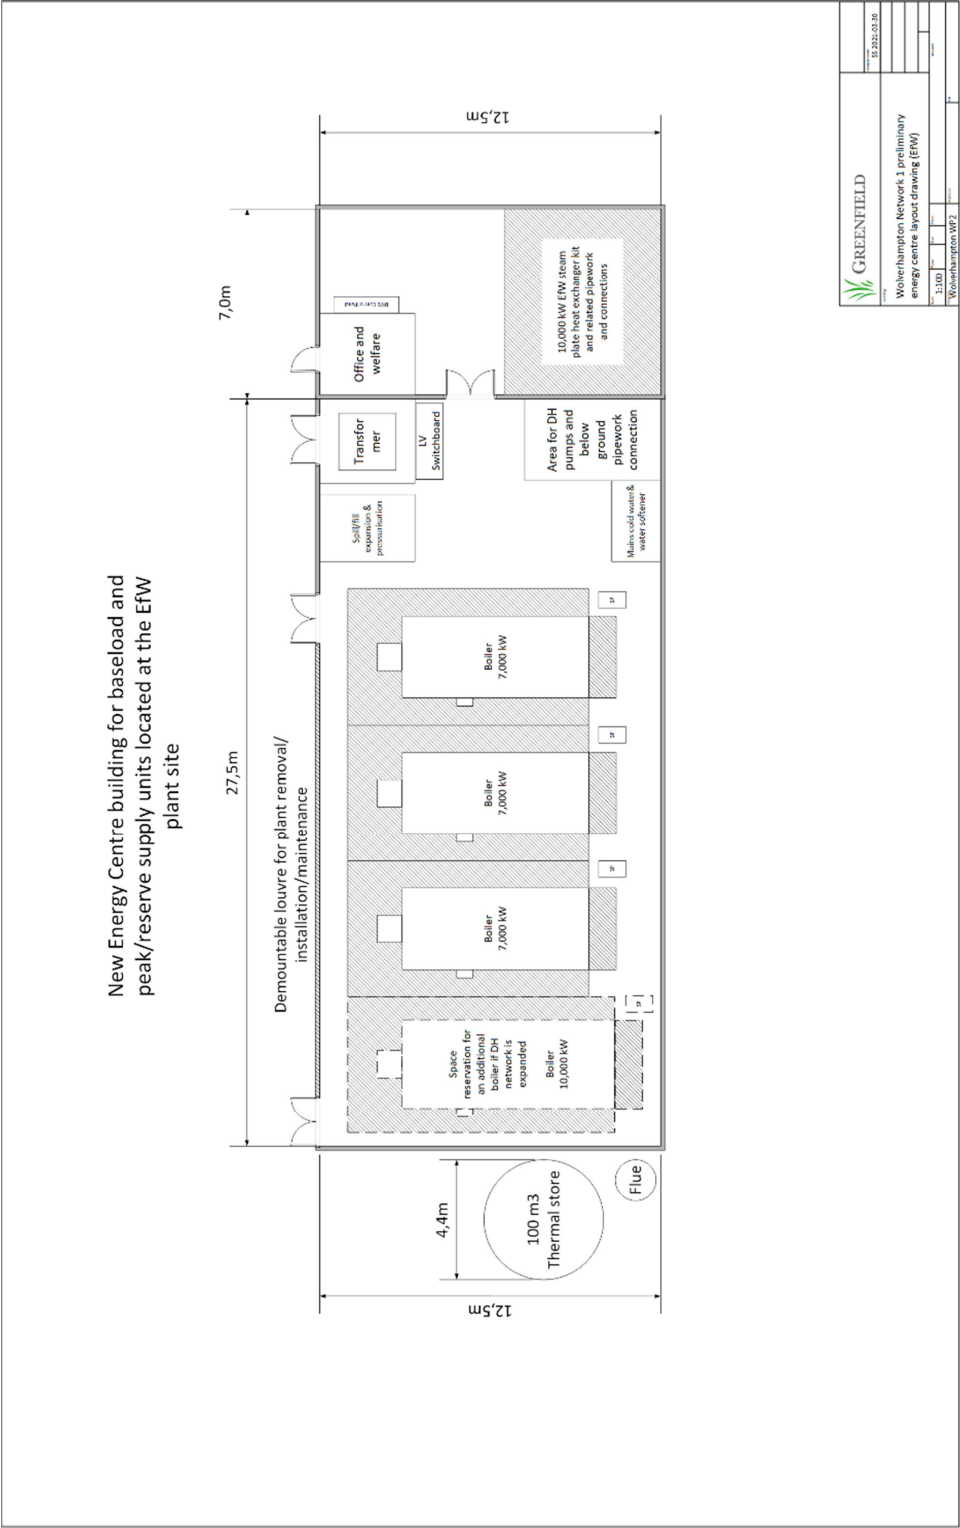 New Energy Centre building for baseload and
peak/reserve supply units located at the EfW
plant site
27,5m
7,0m
Demountable louvre for plant removal/
installation/maintenance
12,5m
4,4m
100 m3
Thermal store
Flue
Space
reservation for
an additional
boiler if DH
network is
expanded
Boiler
10,000 kW
SP
Boiler
7,000 kW
SP
Boiler
7,000 kW
SP
Boiler
7,000 kW
SP
Spill/fill
expansion &
pressurisation
Transfor
mer
LV
Switchboard
Mains cold water &
water softener
Area for DH
pumps and
below
ground
pipework
connection
Office and
welfare
10,000 kW EfW steam
plate heat exchanger kit
and related pipework
and connections
12,5m
GREENFIELD
SS 2021-03-30
Wolverhampton Network 1 preliminary
energy centre layout drawing (EfW)
1:100
Wolverhampton WP2